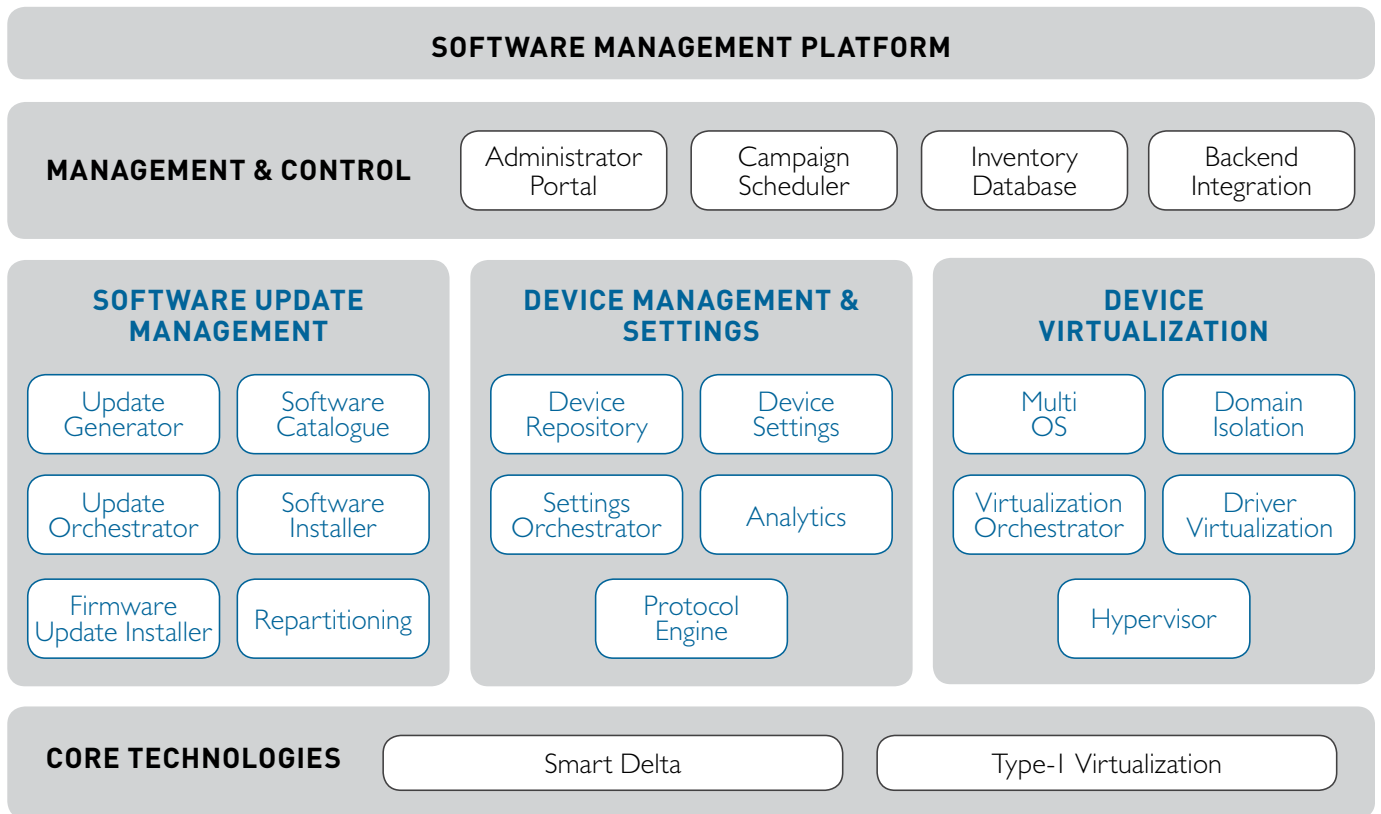 SOFTWARE MANAGEMENT PLATFORM
MANAGEMENT & CONTROL
Administrator
Portal
Campaign
Scheduler
Inventory
Database
Backend
Integration
SOFTWARE UPDATE
MANAGEMENT
Update
Generator
Software
Catalogue
Update
Orchestrator
Software
Installer
Firmware
Update Installer
Repartitioning
DEVICE MANAGEMENT &
SETTINGS
Device
Repository
Device
Settings
Settings
Orchestrator
Analytics
Protocol
Engine
DEVICE
VIRTUALIZATION
Multi
OS
Domain
Isolation
Virtualization
Orchestrator
Driver
Virtualization
Hypervisor
CORE TECHNOLOGIES
Smart Delta
Type-1 Virtualization